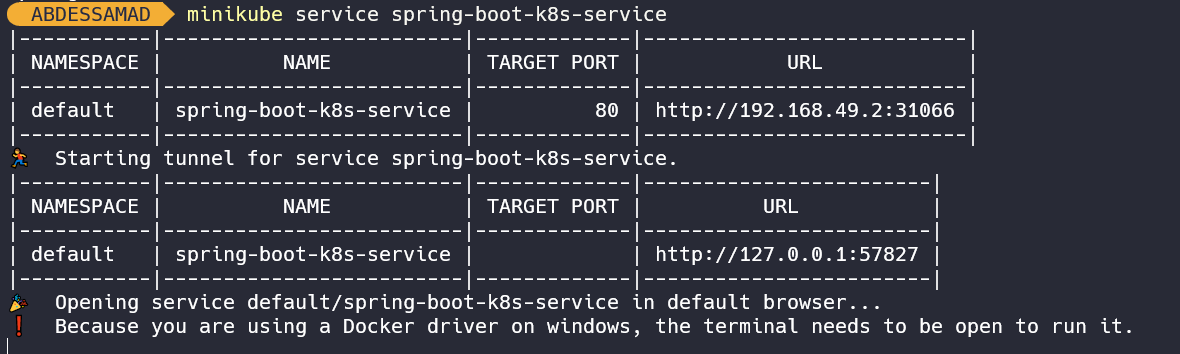 ABDESSAMAD minikube service spring-boot-k8s-service
|-----------|-------------------------|-------------|---------------------------|
| NAMESPACE |          NAME           | TARGET PORT |            URL            |
|-----------|-------------------------|-------------|---------------------------|
| default   | spring-boot-k8s-service |          80 | http://192.168.49.2:31066 |
|-----------|-------------------------|-------------|---------------------------|
🏃  Starting tunnel for service spring-boot-k8s-service.
|-----------|-------------------------|-------------|------------------------|
| NAMESPACE |          NAME           | TARGET PORT |          URL           |
|-----------|-------------------------|-------------|------------------------|
| default   | spring-boot-k8s-service |             | http://127.0.0.1:57827 |
|-----------|-------------------------|-------------|------------------------|
🎉  Opening service default/spring-boot-k8s-service in default browser...
❗  Because you are using a Docker driver on windows, the terminal needs to be open to run it.